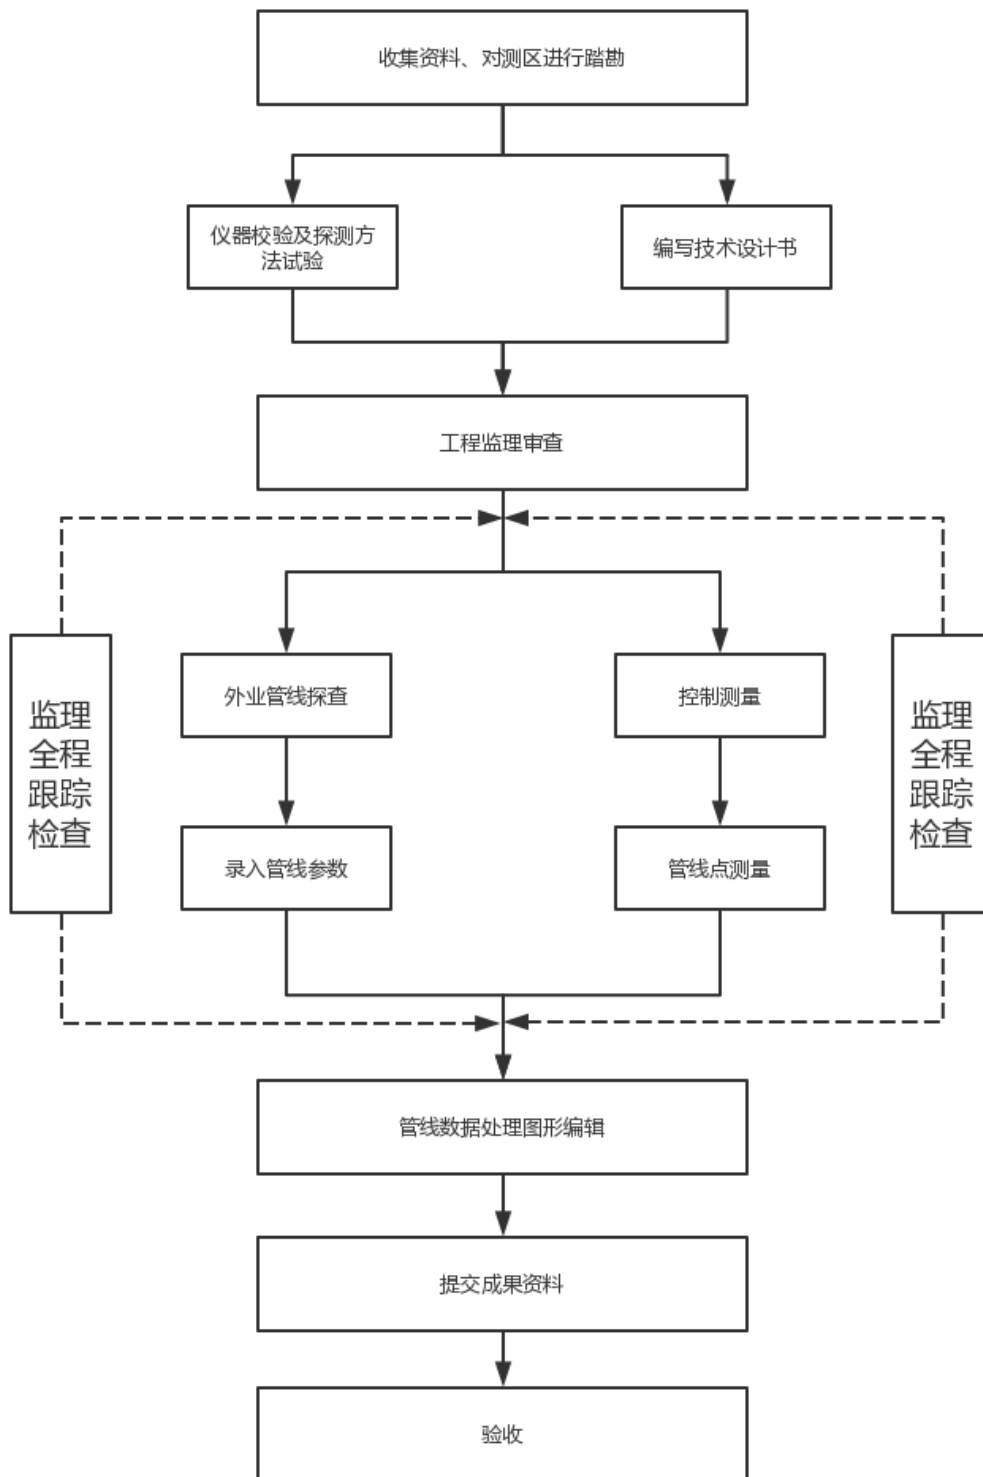 收集资料、对测区进行踏勘
仪器校验及探测方
法试验
编写技术设计书
工程监理审查
监理
全程
跟踪
检查
外业管线探查
控制测量
监理
全程
跟踪
检查
录入管线参数
管线点测量
管线数据处理图形编辑
提交成果资料
验收